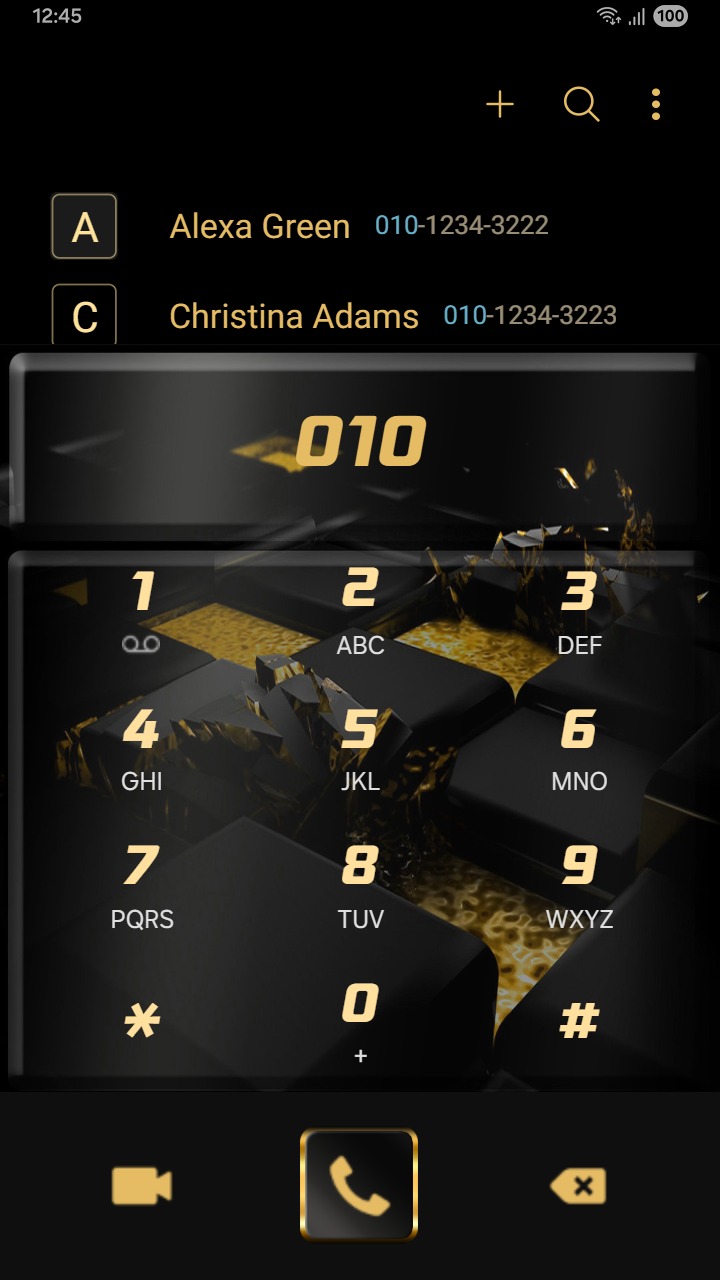 12:45 100
A Alexa Green 010-1234-3222
C Christina Adams 010-1234-3223
010
1 2 3
ABC DEF
4 5 6
GHI JKL MNO
7 8 9
PQRS TUV WXYZ
* 0 #
+